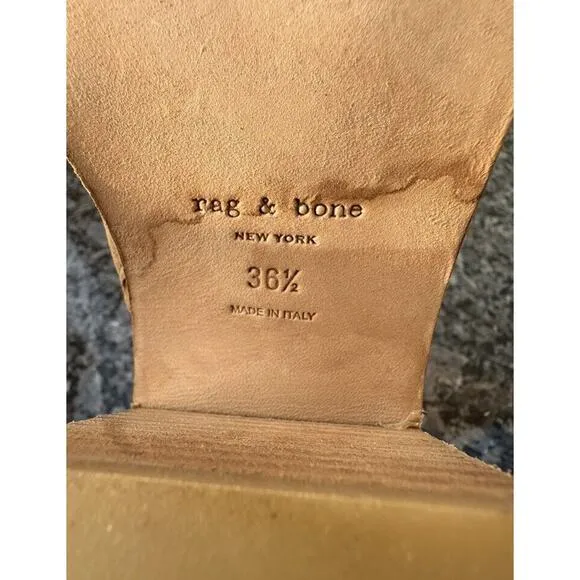 rag & bone
NEW YORK
36½
MADE IN ITALY